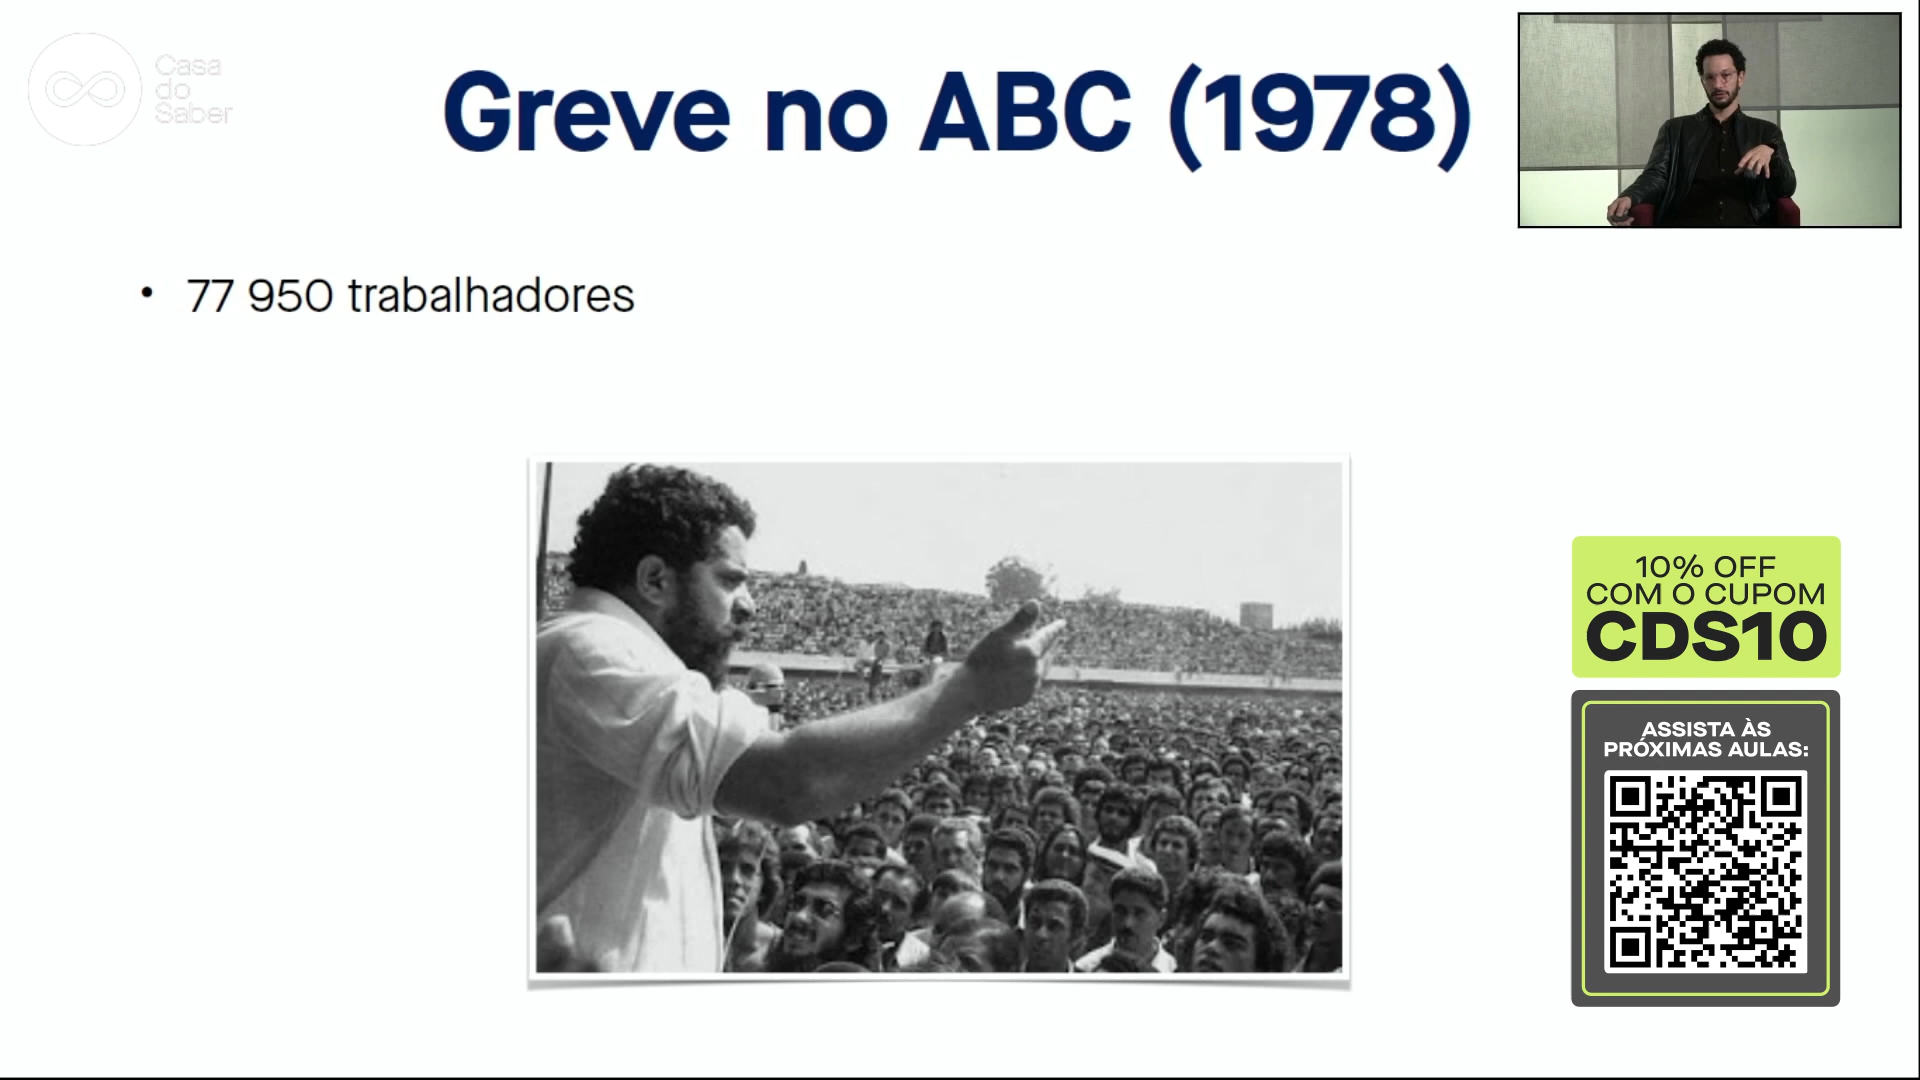 Casa
do
Saber
Greve no ABC (1978)
• 77 950 trabalhadores
10% OFF
COM O CUPOM
CDS10
ASSISTA ÀS
PRÓXIMAS AULAS: